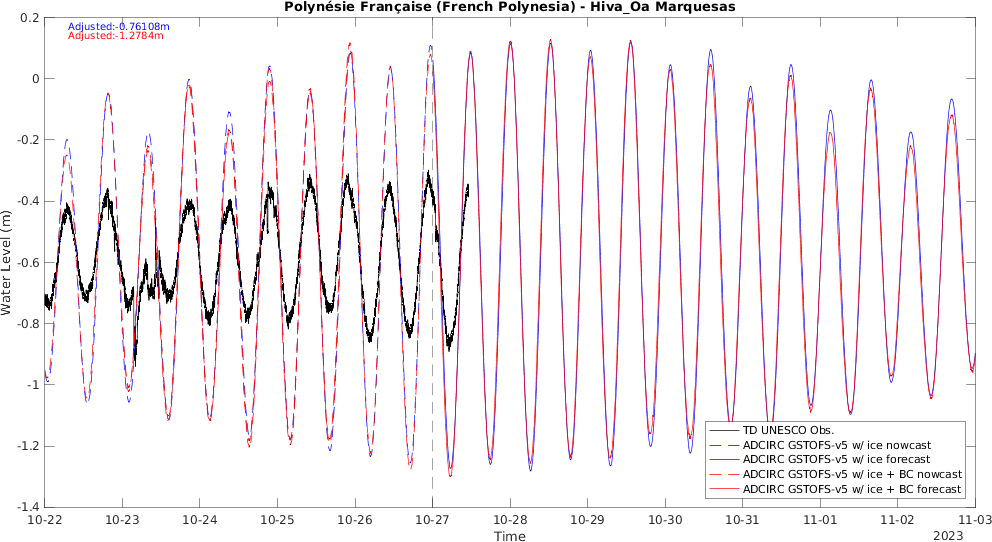 Polynésie Française (French Polynesia) - Hiva_Oa Marquesas
Adjusted:-0.76108m
Adjusted:-1.2784m
0.2
0
-0.2
-0.4
-0.6
-0.8
-1
-1.2
-1.4
Water Level (m)
TD UNESCO Obs.
ADCIRC GSTOFS-v5 w/ ice nowcast
ADCIRC GSTOFS-v5 w/ ice forecast
ADCIRC GSTOFS-v5 w/ ice + BC nowcast
ADCIRC GSTOFS-v5 w/ ice + BC forecast
10-22 10-23 10-24 10-25 10-26 10-27 10-28 10-29 10-30 10-31 11-01 11-02 11-03
Time
2023